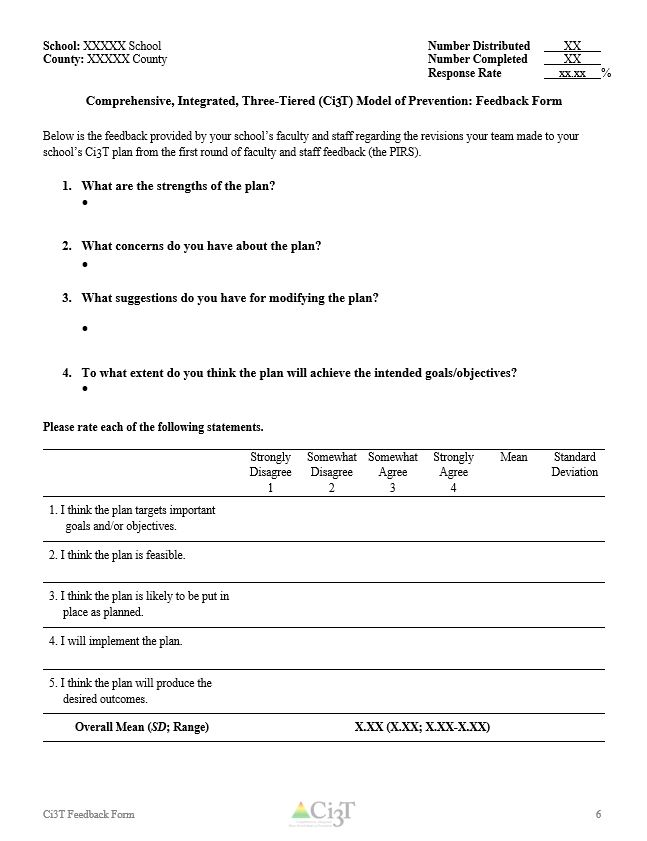 School: XXXXX School
County: XXXXX County
Number Distributed XX
Number Completed XX
Response Rate xx.xx %
Comprehensive, Integrated, Three-Tiered (Ci3T) Model of Prevention: Feedback Form
Below is the feedback provided by your school's faculty and staff regarding the revisions your team made to your
school's Ci3T plan from the first round of faculty and staff feedback (the PIRS).
1. What are the strengths of the plan?
•
2. What concerns do you have about the plan?
•
3. What suggestions do you have for modifying the plan?
•
4. To what extent do you think the plan will achieve the intended goals/objectives?
•
Please rate each of the following statements.
Strongly Somewhat Somewhat Strongly Mean Standard
Disagree Disagree Agree Agree Deviation
1 2 3 4
1. I think the plan targets important
goals and/or objectives.
2. I think the plan is feasible.
3. I think the plan is likely to be put in
place as planned.
4. I will implement the plan.
5. I think the plan will produce the
desired outcomes.
Overall Mean (SD; Range) X.XX (X.XX; X.XX-X.XX)
Ci3T Feedback Form
Ci3T
6